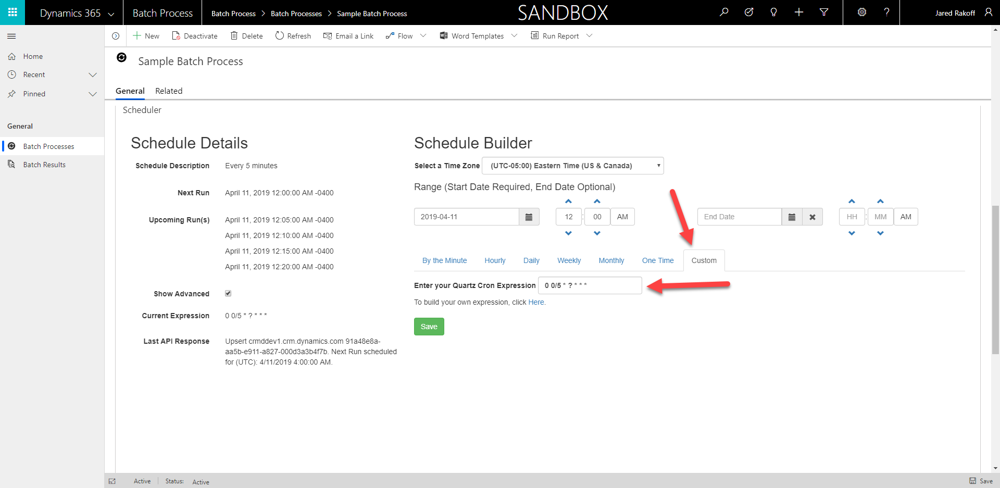 Dynamics 365
Batch Process
Batch Process > Batch Processes > Sample Batch Process
SANDBOX
Jared Rakoff
New
Deactivate
Delete
Refresh
Email a Link
Flow
Word Templates
Run Report
Home
Recent
Pinned
General
Batch Processes
Batch Results
Sample Batch Process
General
Related
Scheduler
Schedule Details
Schedule Description Every 5 minutes
Next Run April 11, 2019 12:00:00 AM -0400
Upcoming Run(s) April 11, 2019 12:05:00 AM -0400
April 11, 2019 12:10:00 AM -0400
April 11, 2019 12:15:00 AM -0400
April 11, 2019 12:20:00 AM -0400
Show Advanced
Current Expression 0 0/5 * ? * * *
Last API Response Upsert crmddev1.crm.dynamics.com 91a48e8a-
aa5b-e911-a827-000d3a3b4f7b. Next Run scheduled
for (UTC): 4/11/2019 4:00:00 AM.
Schedule Builder
Select a Time Zone (UTC-05:00) Eastern Time (US & Canada)
Range (Start Date Required, End Date Optional)
2019-04-11 12 : 00 AM End Date HH : MM AM
By the Minute Hourly Daily Weekly Monthly One Time Custom
Enter your Quartz Cron Expression 0 0/5 * ? * * *
To build your own expression, click Here.
Save
Active Status: Active
Save